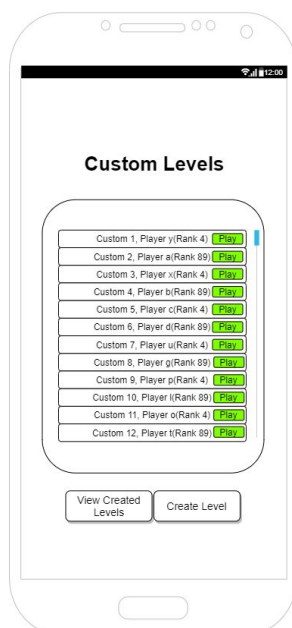 12:00
Custom Levels
Custom 1, Player y(Rank 4) Play
Custom 2, Player a(Rank 89) Play
Custom 3, Player x(Rank 4) Play
Custom 4, Player b(Rank 89) Play
Custom 5, Player c(Rank 4) Play
Custom 6, Player d(Rank 89) Play
Custom 7, Player u(Rank 4) Play
Custom 8, Player g(Rank 89) Play
Custom 9, Player p(Rank 4) Play
Custom 10, Player l(Rank 89) Play
Custom 11, Player o(Rank 4) Play
Custom 12, Player t(Rank 89) Play
View Created
Levels
Create Level